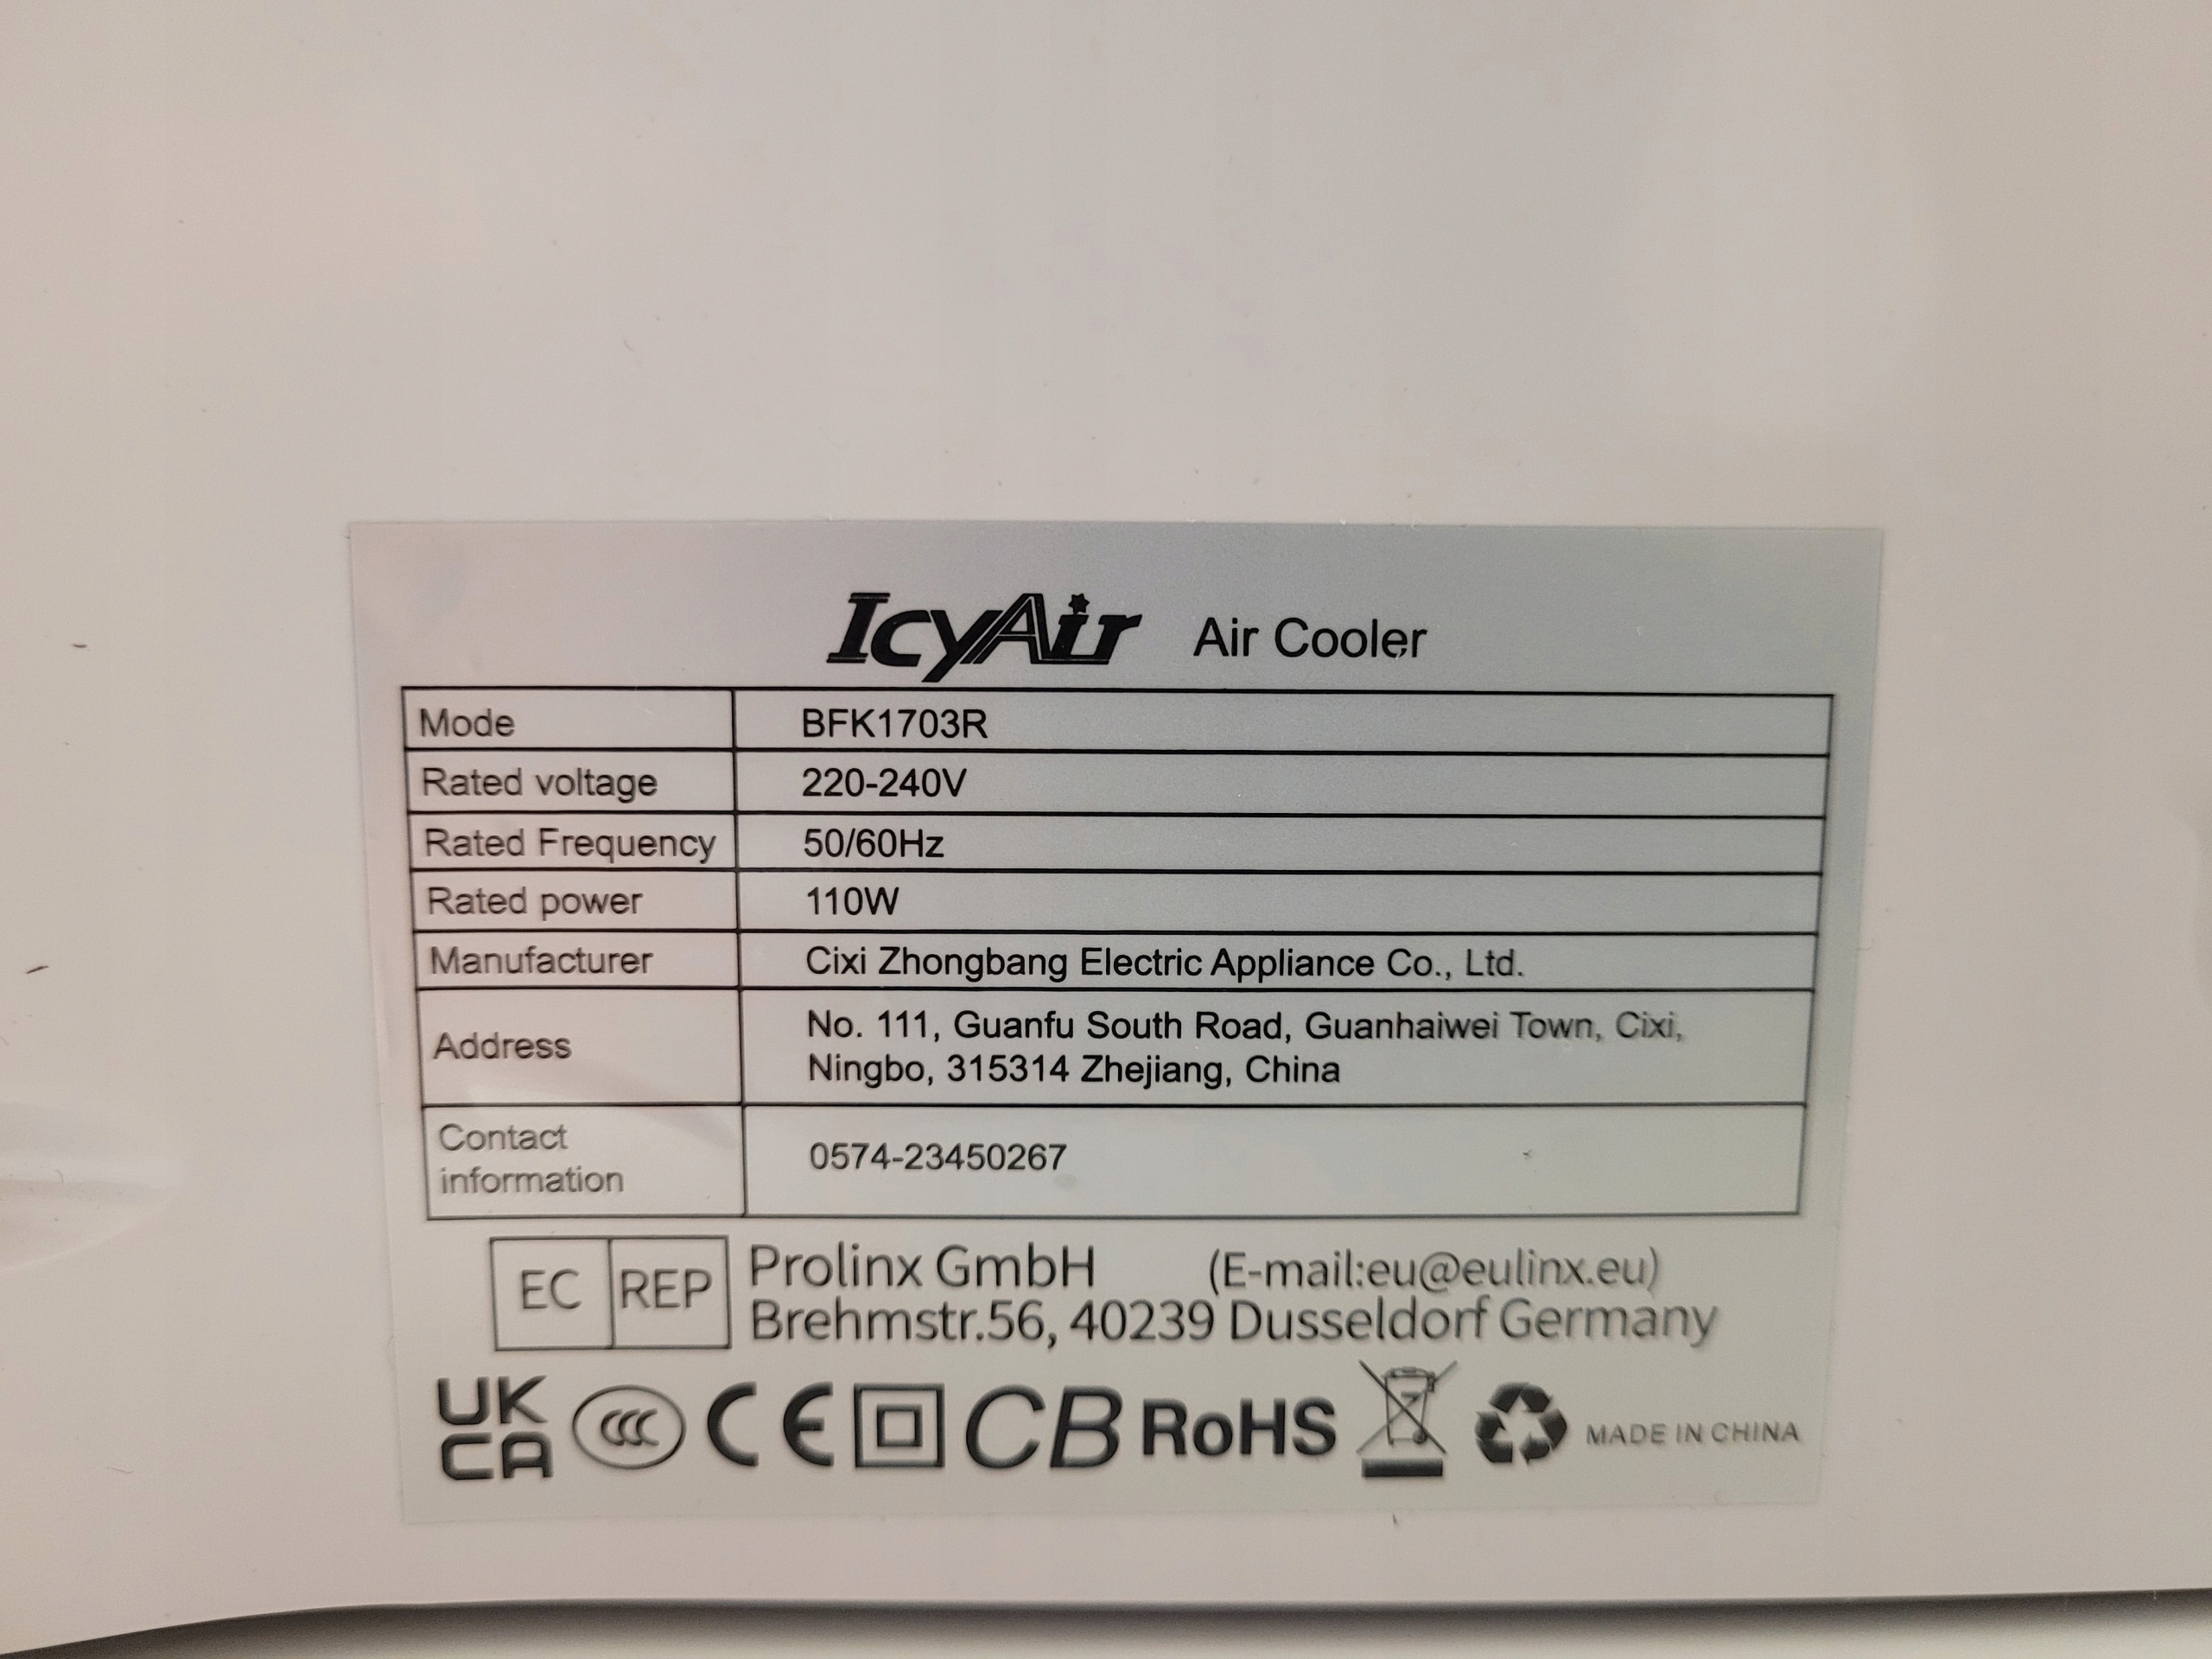 IcyAir Air Cooler
Mode BFK1703R
Rated voltage 220-240V
Rated Frequency 50/60Hz
Rated power 110W
Manufacturer Cixi Zhongbang Electric Appliance Co., Ltd.
Address No. 111, Guanfu South Road, Guanhaiwei Town, Cixi,
Ningbo, 315314 Zhejiang, China
Contact
information 0574-23450267
EC REP Prolinx GmbH (E-mail:eu@eulinx.eu)
Brehmstr.56, 40239 Dusseldorf Germany
UK
CA CCC CE CB RoHS MADE IN CHINA